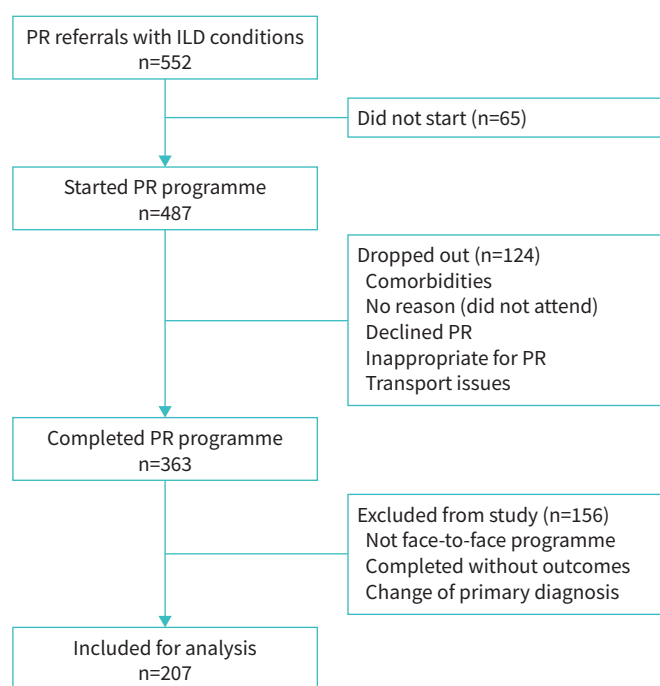 PR referrals with ILD conditions
n=552
Did not start (n=65)
Started PR programme
n=487
Dropped out (n=124)
Comorbidities
No reason (did not attend)
Declined PR
Inappropriate for PR
Transport issues
Completed PR programme
n=363
Excluded from study (n=156)
Not face-to-face programme
Completed without outcomes
Change of primary diagnosis
Included for analysis
n=207